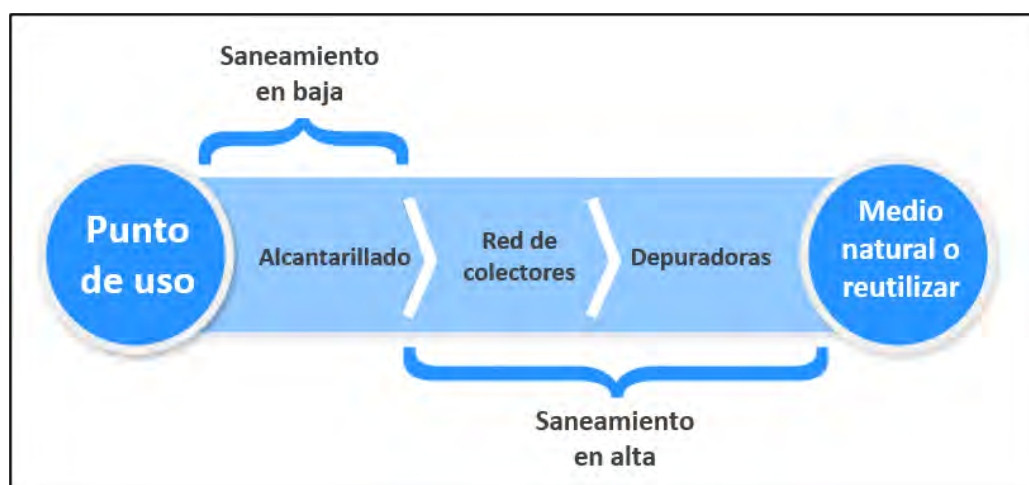 Saneamiento
en baja
Punto
de uso
Alcantarillado
Red de
colectores
Depuradoras
Medio
natural o
reutilizar
Saneamiento
en alta